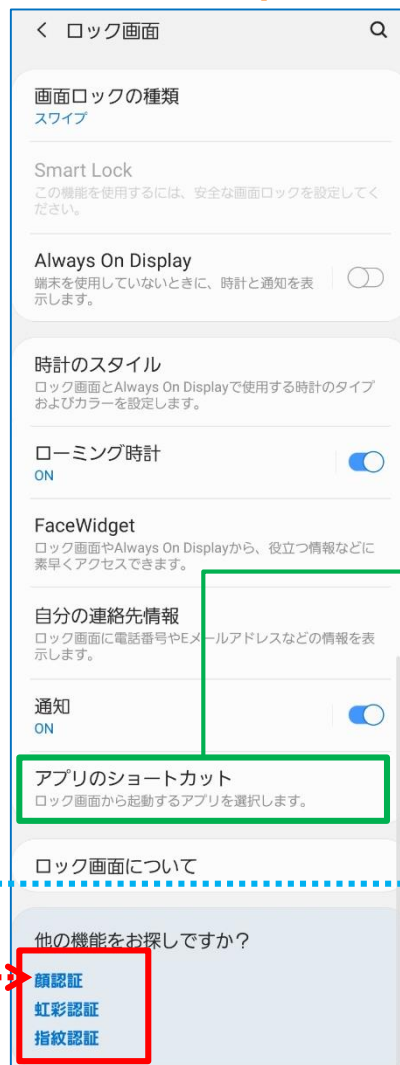 ロック画面
画面ロックの種類
スワイプ
Smart Lock
この機能を使用するには、安全な画面ロックを設定してく
ださい。
Always On Display
端末を使用していないときに、時計と通知を表
示します。
時計のスタイル
ロック画面とAlways On Displayで使用する時計のタイプ
およびカラーを設定します。
ローミング時計
ON
FaceWidget
ロック画面やAlways On Displayから、役立つ情報などに
素早くアクセスできます。
自分の連絡先情報
ロック画面に電話番号やEメールアドレスなどの情報を表
示します。
通知
ON
アプリのショートカット
ロック画面から起動するアプリを選択します。
ロック画面について
他の機能をお探しですか？
顔認証
虹彩認証
指紋認証